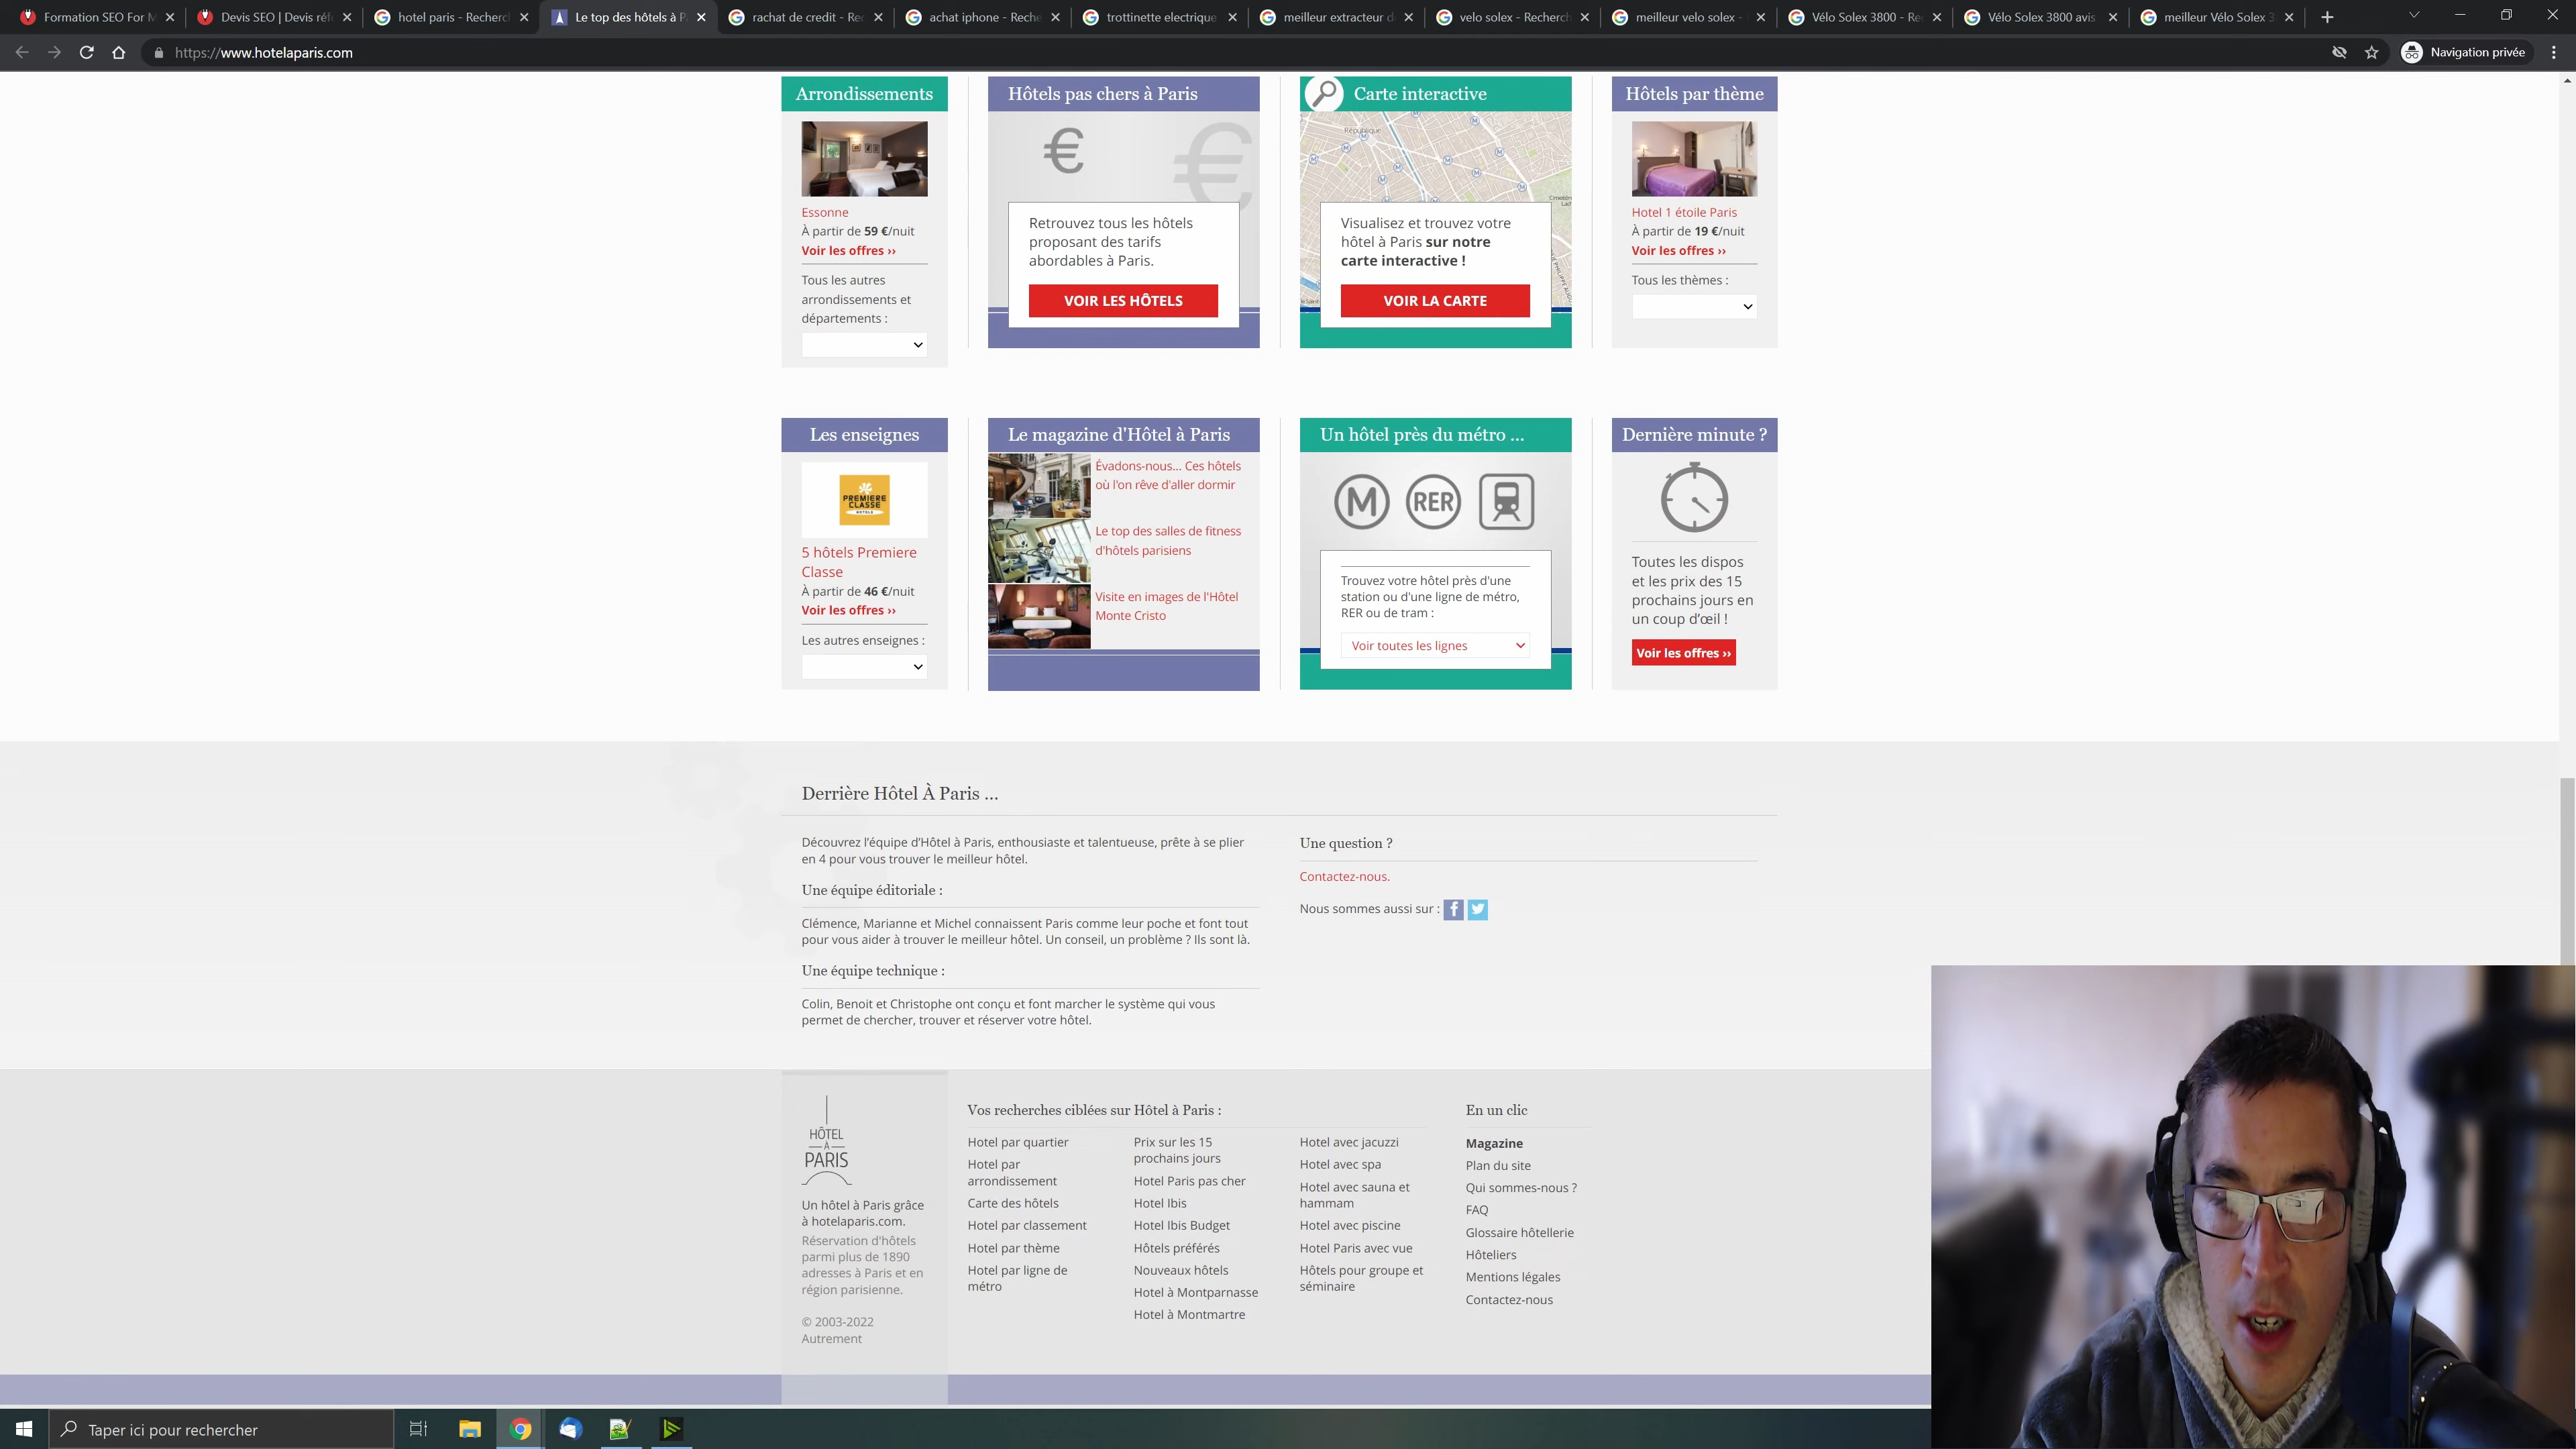 Formation SEO For M
Devis SEO | Devis réf
hotel paris - Recherc
Le top des hôtels à P
rachat de credit - Re
achat iphone - Reche
trottinette electrique
meilleur extracteur d
velo solex - Recherch
meilleur velo solex -
Vélo Solex 3800 - Re
Vélo Solex 3800 avis
meilleur Vélo Solex 3
https://www.hotelaparis.com
Navigation privée
Arrondissements
Essonne
À partir de 59 €/nuit
Voir les offres ››
Tous les autres
arrondissements et
départements :
Hôtels pas chers à Paris
€
€
Retrouvez tous les hôtels
proposant des tarifs
abordables à Paris.
VOIR LES HÔTELS
Carte interactive
République
Visualisez et trouvez votre
hôtel à Paris sur notre
carte interactive !
VOIR LA CARTE
Hôtels par thème
Hotel 1 étoile Paris
À partir de 19 €/nuit
Voir les offres ››
Tous les thèmes :
Les enseignes
PREMIERE
CLASSE
HOTELS
5 hôtels Premiere
Classe
À partir de 46 €/nuit
Voir les offres ››
Les autres enseignes :
Le magazine d'Hôtel à Paris
Évadons-nous... Ces hôtels
où l'on rêve d'aller dormir
Le top des salles de fitness
d'hôtels parisiens
Visite en images de l'Hôtel
Monte Cristo
Un hôtel près du métro ...
M RER
Trouvez votre hôtel près d'une
station ou d'une ligne de métro,
RER ou de tram :
Voir toutes les lignes
Dernière minute ?
Toutes les dispos
et les prix des 15
prochains jours en
un coup d'œil !
Voir les offres ››
Derrière Hôtel À Paris ...
Découvrez l'équipe d'Hôtel à Paris, enthousiaste et talentueuse, prête à se plier
en 4 pour vous trouver le meilleur hôtel.
Une équipe éditoriale :
Clémence, Marianne et Michel connaissent Paris comme leur poche et font tout
pour vous aider à trouver le meilleur hôtel. Un conseil, un problème ? Ils sont là.
Une équipe technique :
Colin, Benoit et Christophe ont conçu et font marcher le système qui vous
permet de chercher, trouver et réserver votre hôtel.
Une question ?
Contactez-nous.
Nous sommes aussi sur :
HÔTEL
À
PARIS
Un hôtel à Paris grâce
à hotelaparis.com.
Réservation d'hôtels
parmi plus de 1890
adresses à Paris et en
région parisienne.
© 2003-2022
Autrement
Vos recherches ciblées sur Hôtel à Paris :
Hotel par quartier
Hotel par
arrondissement
Carte des hôtels
Hotel par classement
Hotel par thème
Hotel par ligne de
métro
Prix sur les 15
prochains jours
Hotel Paris pas cher
Hotel Ibis
Hotel Ibis Budget
Hôtels préférés
Nouveaux hôtels
Hotel à Montparnasse
Hotel à Montmartre
Hotel avec jacuzzi
Hotel avec spa
Hotel avec sauna et
hammam
Hotel avec piscine
Hotel Paris avec vue
Hôtels pour groupe et
séminaire
En un clic
Magazine
Plan du site
Qui sommes-nous ?
FAQ
Glossaire hôtellerie
Hôteliers
Mentions légales
Contactez-nous
Taper ici pour rechercher